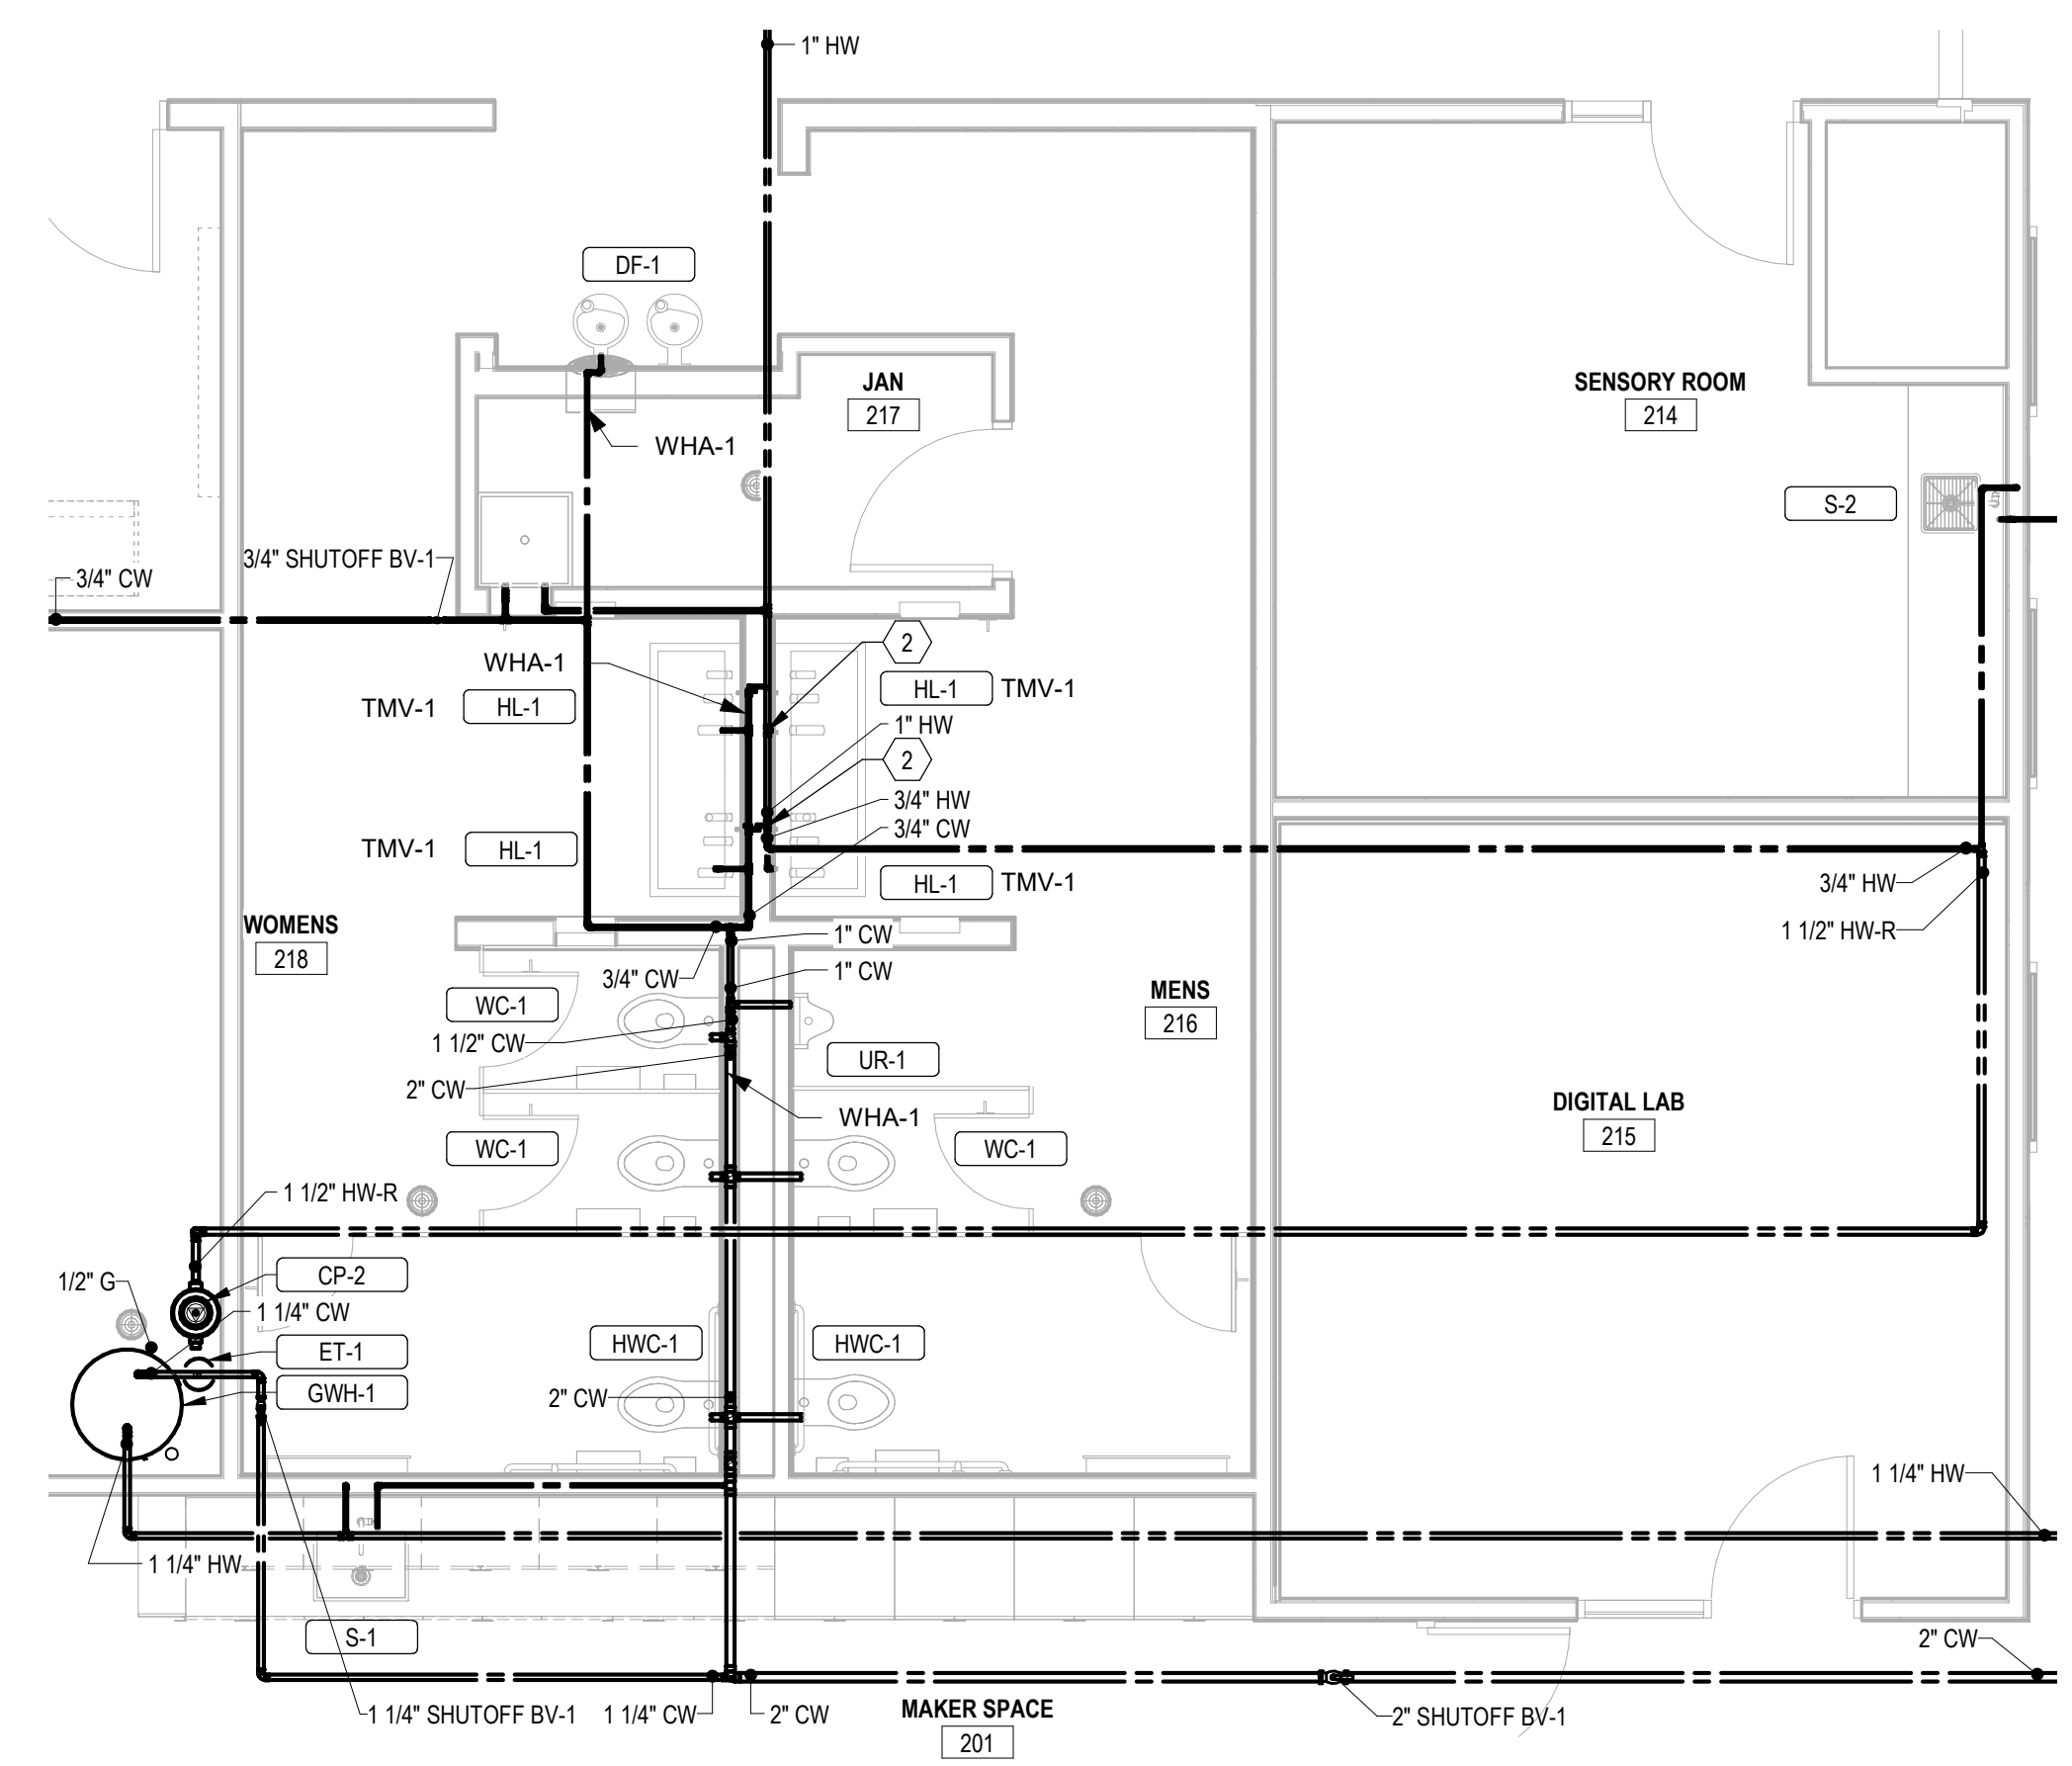 1" HW
DF-1
JAN
217
SENSORY ROOM
214
WHA-1
S-2
3/4" SHUTOFF BV-1
3/4" CW
2
WHA-1
HL-1 TMV-1
TMV-1 HL-1
1" HW
2
3/4" HW
3/4" CW
TMV-1 HL-1
HL-1 TMV-1
3/4" HW
WOMENS
218
1" CW
1 1/2" HW-R
3/4" CW
1" CW
WC-1
MENS
216
1 1/2" CW
UR-1
2" CW
WHA-1
DIGITAL LAB
215
WC-1
WC-1
1 1/2" HW-R
CP-2
1/2" G
1 1/4" CW
ET-1
HWC-1
HWC-1
GWH-1
2" CW
1 1/4" HW
1 1/4" HW
S-1
2" CW
1 1/4" SHUTOFF BV-1
1 1/4" CW
2" CW
MAKER SPACE
201
2" SHUTOFF BV-1